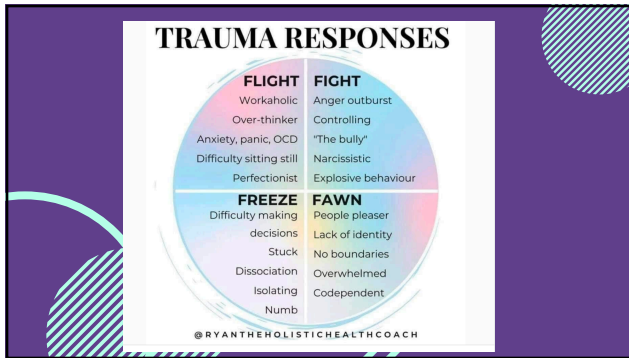 TRAUMA RESPONSES
FLIGHT
Workaholic
Over-thinker
Anxiety, panic, OCD
Difficulty sitting still
Perfectionist
FIGHT
Anger outburst
Controlling
"The bully"
Narcissistic
Explosive behaviour
FREEZE
Difficulty making
decisions
Stuck
Dissociation
Isolating
Numb
FAWN
People pleaser
Lack of identity
No boundaries
Overwhelmed
Codependent
@RYANTHEHOLISTICHEALTHCOACH